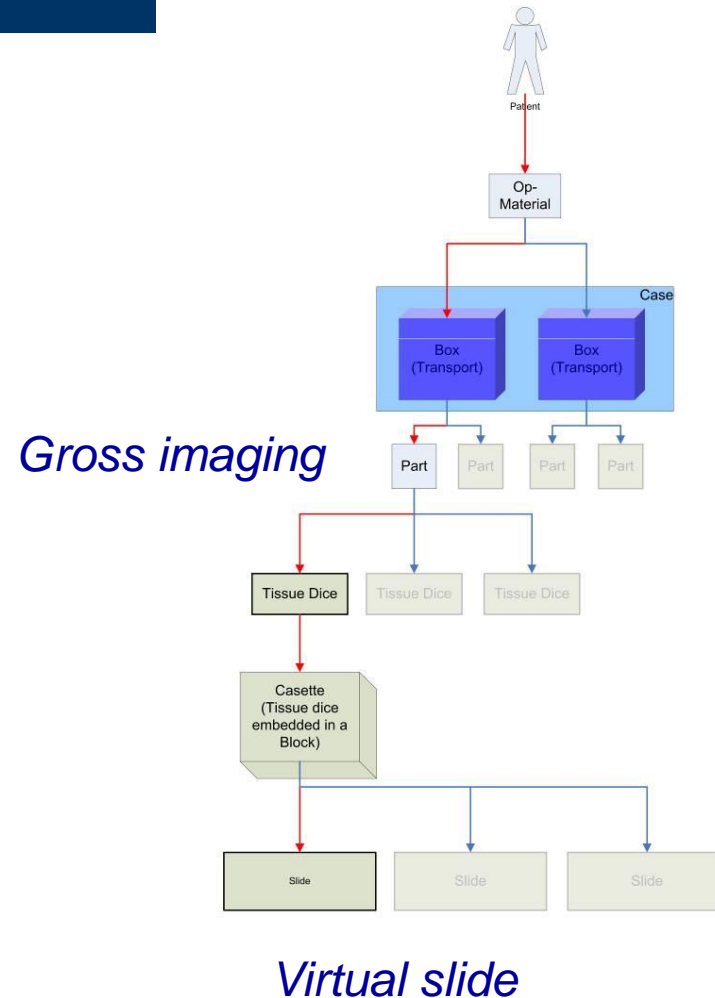 Patient
Op-
Material
Case
Box
(Transport)
Box
(Transport)
Gross imaging
Part
Part
Part
Part
Tissue Dice
Tissue Dice
Tissue Dice
Casette
(Tissue dice
embedded in a
Block)
Slide
Slide
Slide
Virtual slide